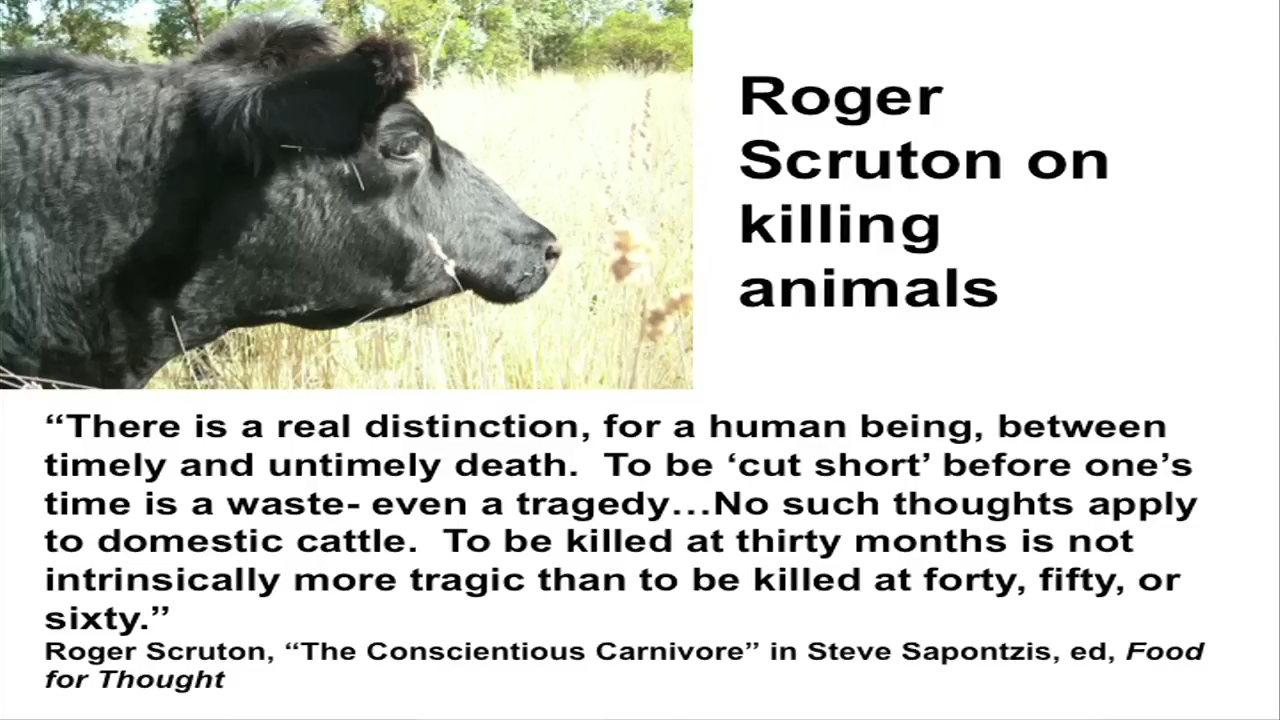 Roger
Scruton on
killing
animals
“There is a real distinction, for a human being, between
timely and untimely death.  To be ‘cut short’ before one’s
time is a waste- even a tragedy…No such thoughts apply
to domestic cattle.  To be killed at thirty months is not
intrinsically more tragic than to be killed at forty, fifty, or
sixty.”
Roger Scruton, “The Conscientious Carnivore” in Steve Sapontzis, ed, Food
for Thought